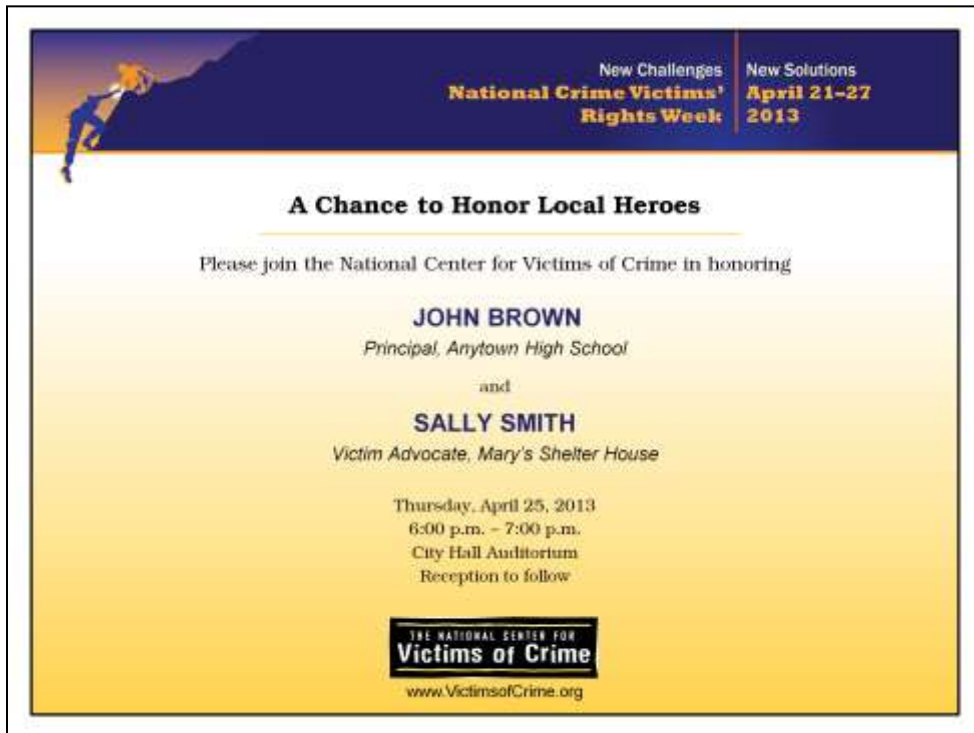 New Challenges
National Crime Victims'
Rights Week
New Solutions
April 21–27
2013
A Chance to Honor Local Heroes
Please join the National Center for Victims of Crime in honoring
JOHN BROWN
Principal, Anytown High School
and
SALLY SMITH
Victim Advocate, Mary's Shelter House
Thursday, April 25, 2013
6:00 p.m. – 7:00 p.m.
City Hall Auditorium
Reception to follow
THE NATIONAL CENTER FOR
Victims of Crime
www.VictimsofCrime.org